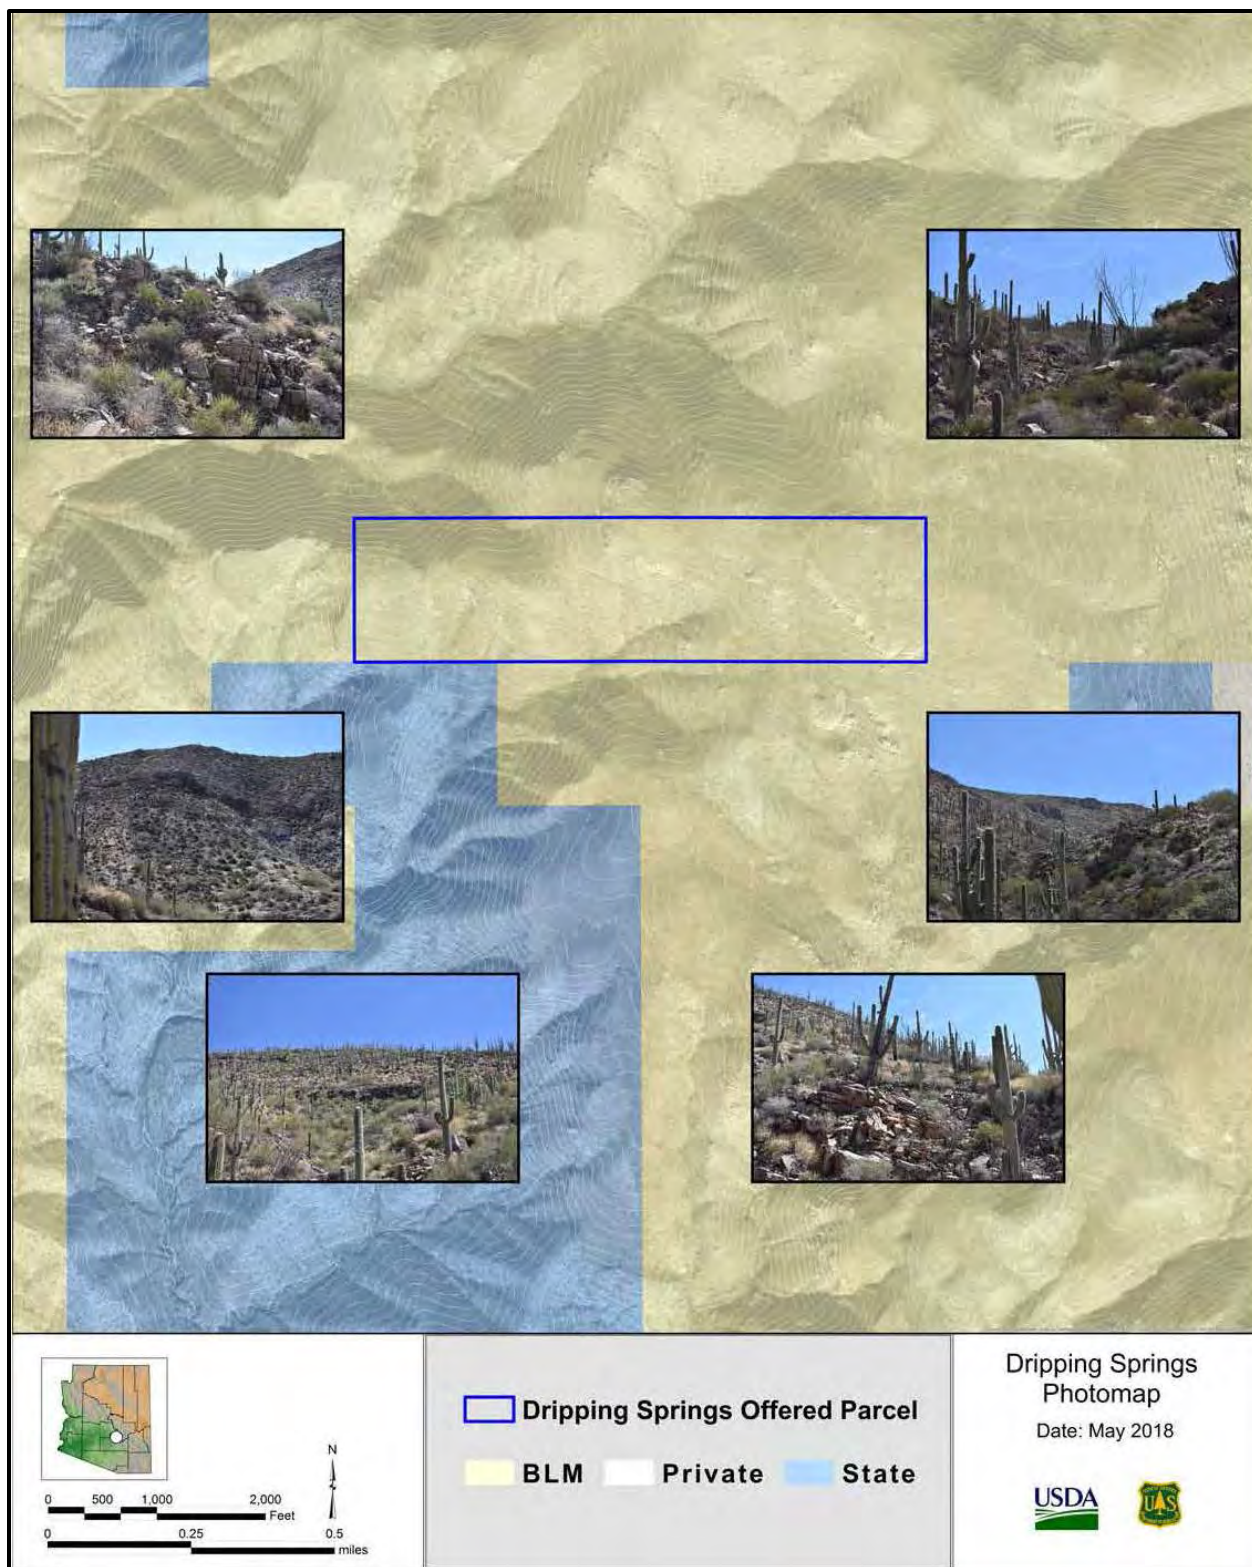 N
0 500 1,000 2,000
Feet
0 0.25 0.5
miles
Dripping Springs Offered Parcel
BLM Private State
Dripping Springs
Photomap
Date: May 2018
USDA
U S